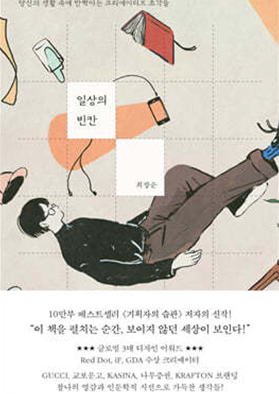 당신의 생활 속에 반짝이는 크리에이티브 조각들
일상의
빈칸
최장순
10만부 베스트셀러 《기획자의 습관》 저자의 신작!
“이 책을 펼치는 순간, 보이지 않던 세상이 보인다!”
★★★ 글로벌 3대 디자인 어워드 ★★★
Red Dot, iF, GDA 수상 크리에이터
GUCCI, 교보문고, KASINA, 나무증권, KRAFTON 브랜딩
찰나의 영감과 인문학적 시선으로 가득한 생각들!